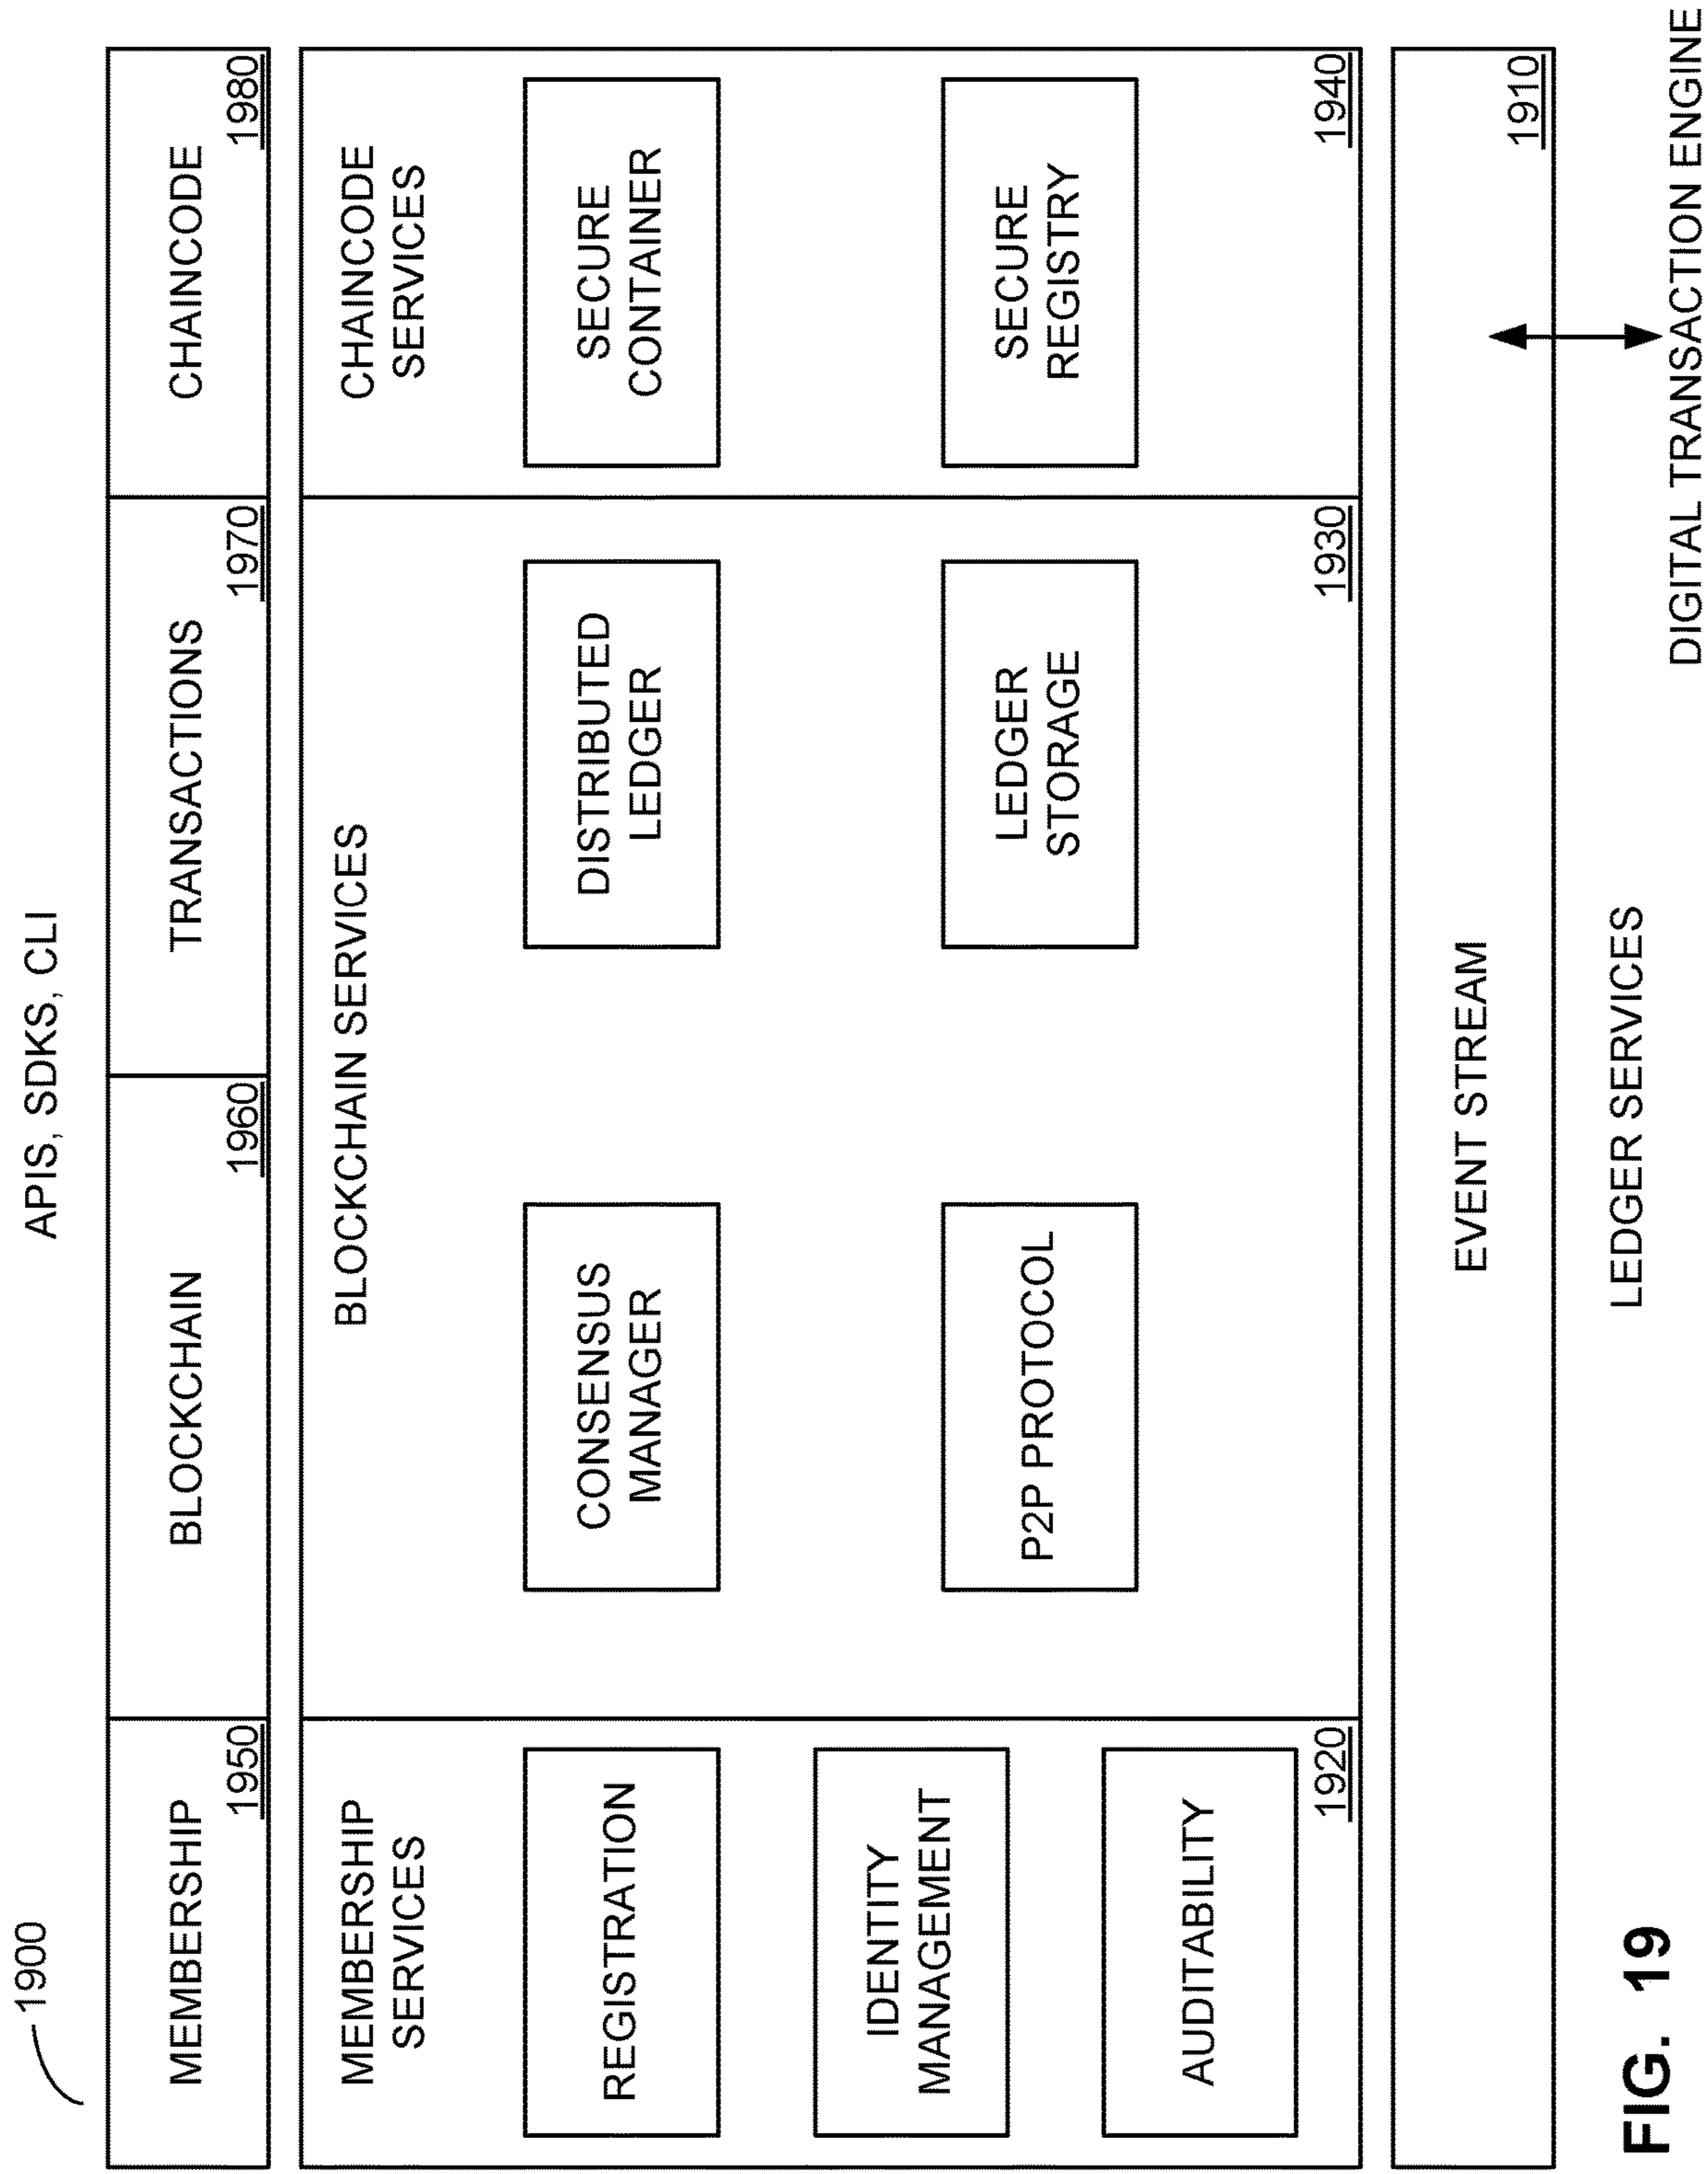 1900
APIS, SDKS, CLI
MEMBERSHIP
1950
BLOCKCHAIN
1960
TRANSACTIONS
1970
CHAINCODE
1980
MEMBERSHIP
SERVICES
REGISTRATION
IDENTITY
MANAGEMENT
AUDITABILITY
1920
BLOCKCHAIN SERVICES
CONSENSUS
MANAGER
DISTRIBUTED
LEDGER
P2P PROTOCOL
LEDGER
STORAGE
1930
CHAINCODE
SERVICES
SECURE
CONTAINER
SECURE
REGISTRY
1940
EVENT STREAM
1910
LEDGER SERVICES
DIGITAL TRANSACTION ENGINE
FIG. 19